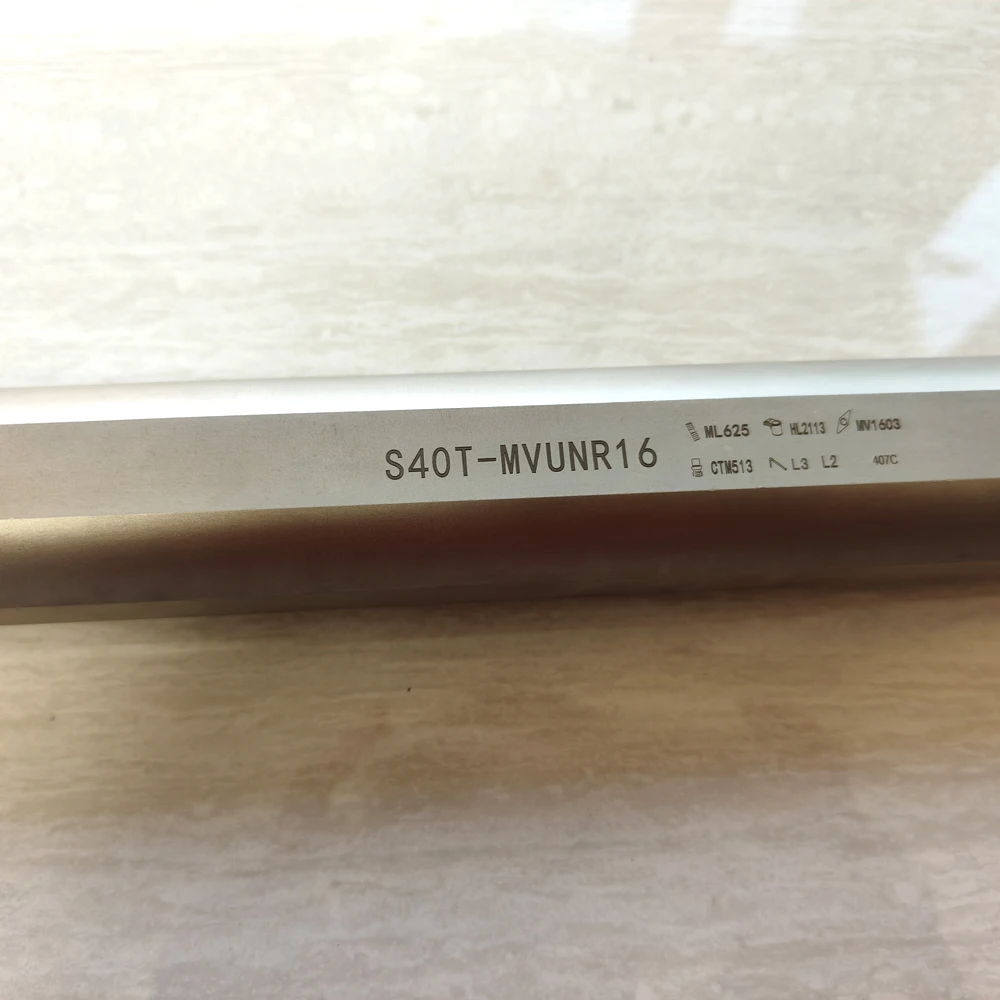 S40T-MVUNR16
ML625 HL2113 MV1603
CTM513 L3 L2 407C